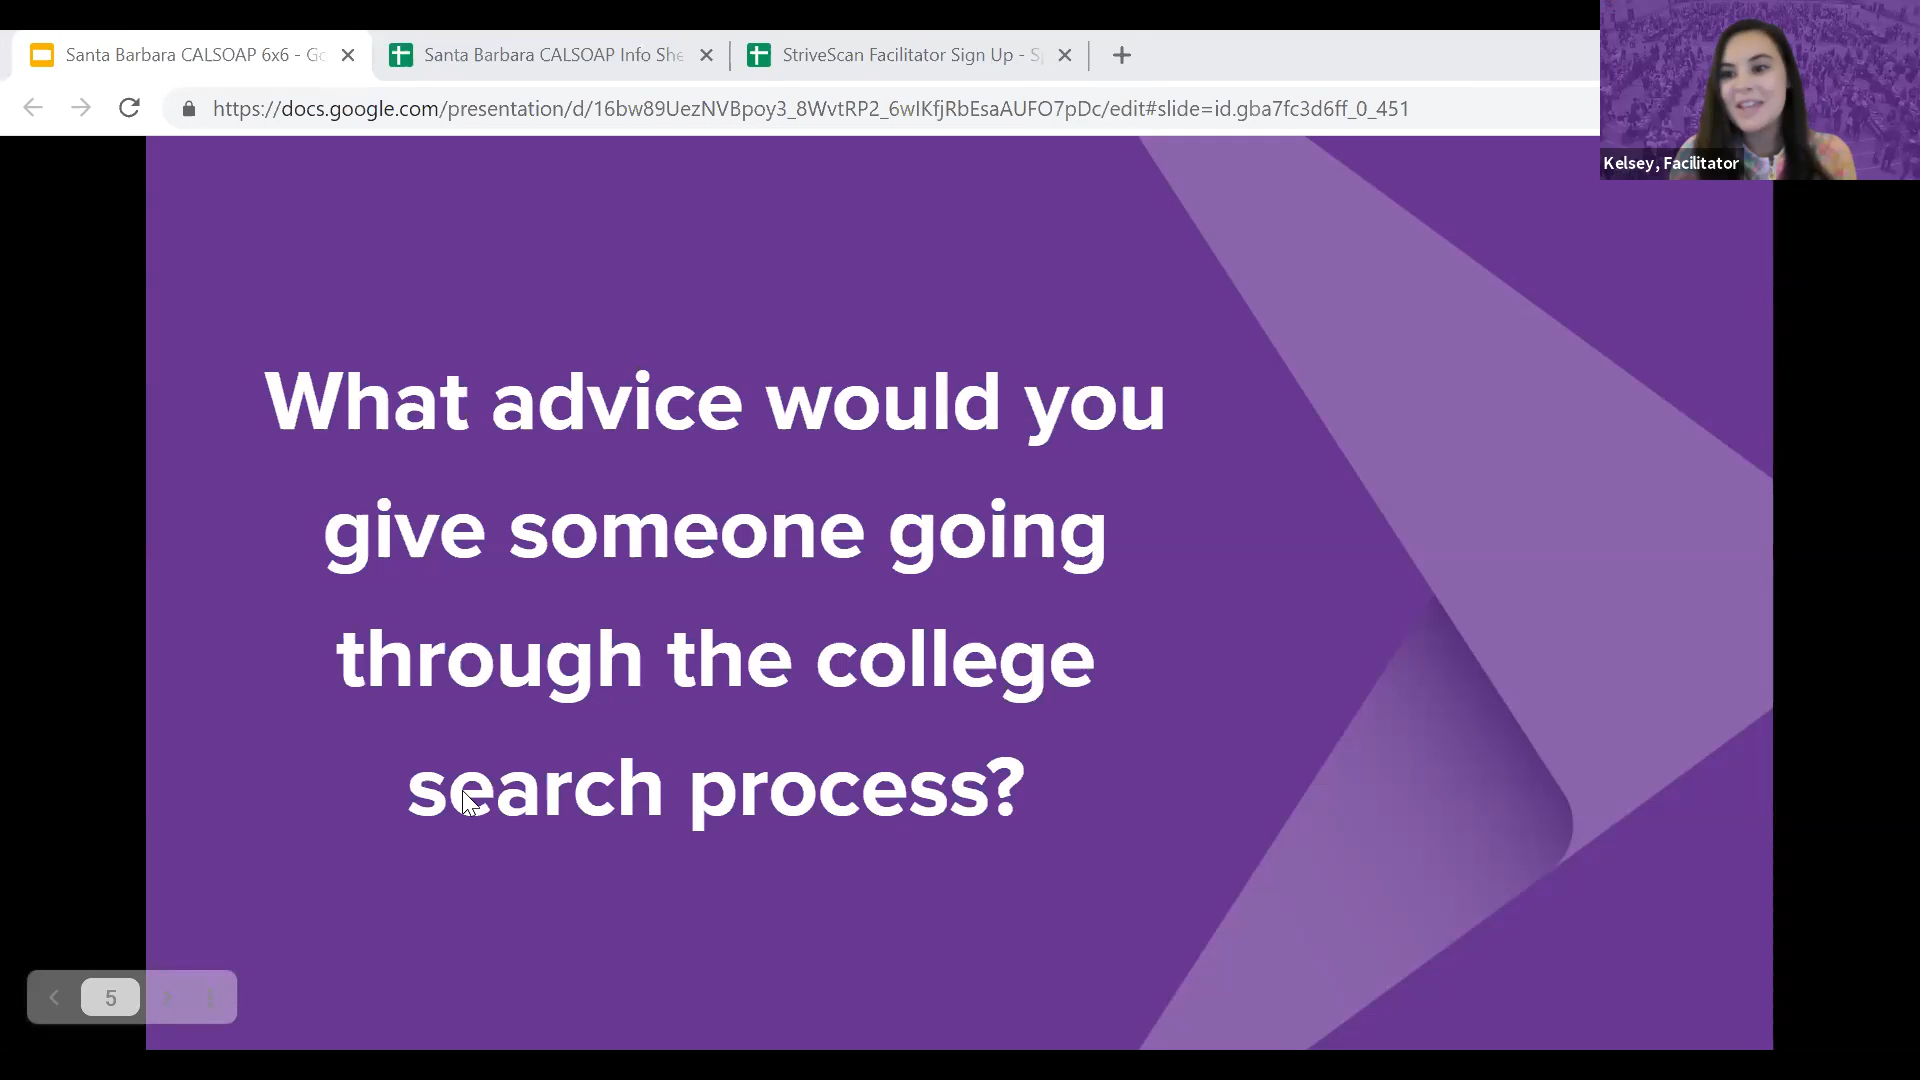 Santa Barbara CALSOAP 6x6 - Go
Santa Barbara CALSOAP Info She
StriveScan Facilitator Sign Up - S
https://docs.google.com/presentation/d/16bw89UezNVBpoy3_8WvtRP2_6wIKfjRbEsaAUFO7pDc/edit#slide=id.gba7fc3d6ff_0_451
Kelsey, Facilitator
What advice would you
give someone going
through the college
search process?
5